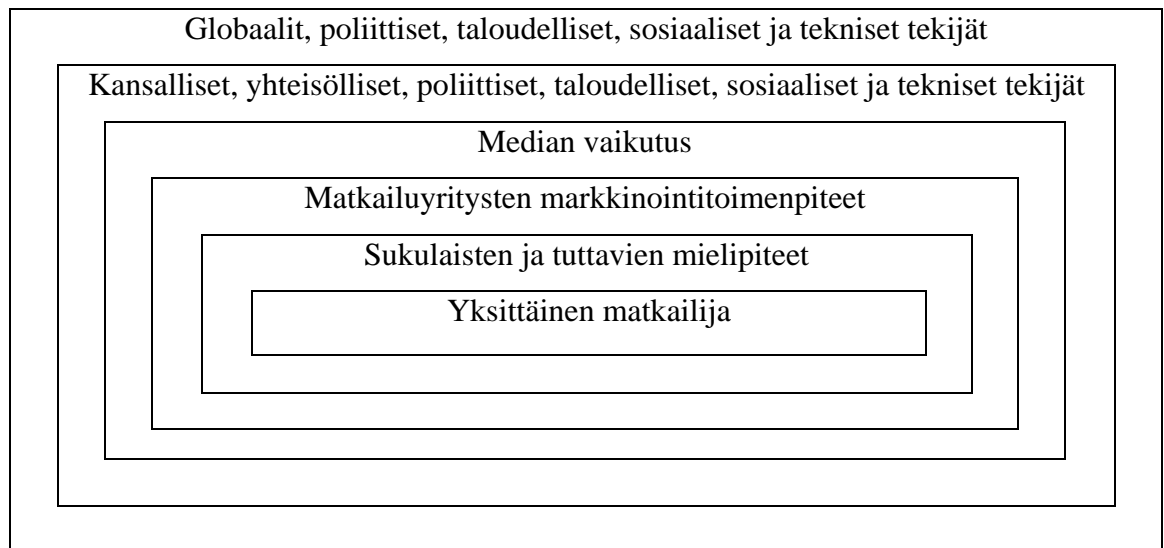 Globaalit, poliittiset, taloudelliset, sosiaaliset ja tekniset tekijät
Kansalliset, yhteisölliset, poliittiset, taloudelliset, sosiaaliset ja tekniset tekijät
Median vaikutus
Matkailuyritysten markkinointitoimenpiteet
Sukulaisten ja tuttavien mielipiteet
Yksittäinen matkailija